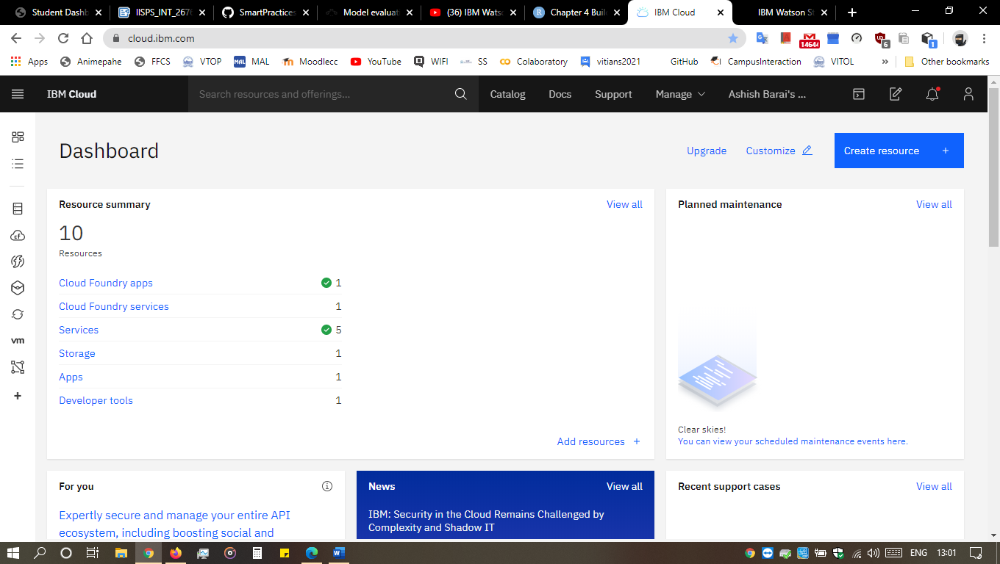 Student Dashb
IISPS_INT_2676
SmartPractices
Model evaluat
(36) IBM Wats
Chapter 4 Buil
IBM Cloud
IBM Watson St
cloud.ibm.com
14644
6
1
Apps
Animepahe
FFCS
VTOP
MAL
MAL
Moodlecc
YouTube
WIFI
SS
Colaboratory
vitians2021
GitHub
CampusInteraction
VITOL
»
Other bookmarks
IBM Cloud
Search resources and offerings...
Catalog
Docs
Support
Manage
Ashish Barai's ...
Dashboard
Upgrade
Customize
Create resource +
Resource summary
View all
10
Resources
Cloud Foundry apps 1
Cloud Foundry services 1
Services 5
Storage 1
Apps 1
Developer tools 1
Add resources +
Planned maintenance
View all
Clear skies!
You can view your scheduled maintenance events here.
cf
vm
For you
Expertly secure and manage your entire API
ecosystem, including boosting social and
News
View all
IBM: Security in the Cloud Remains Challenged by
Complexity and Shadow IT
Recent support cases
View all
ENG
13:01